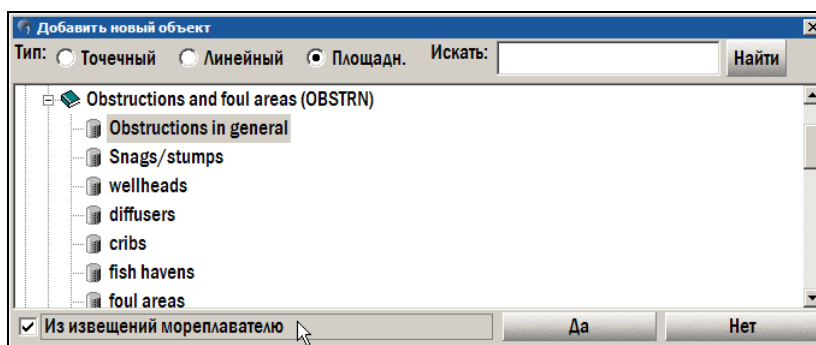 Добавить новый объект
Тип: Точечный Линейный Площадн. Искать: Найти
Obstructions and foul areas (OBSTRN)
Obstructions in general
Snags/stumps
wellheads
diffusers
cribs
fish havens
foul areas
Из извещений мореплавателю Да Нет